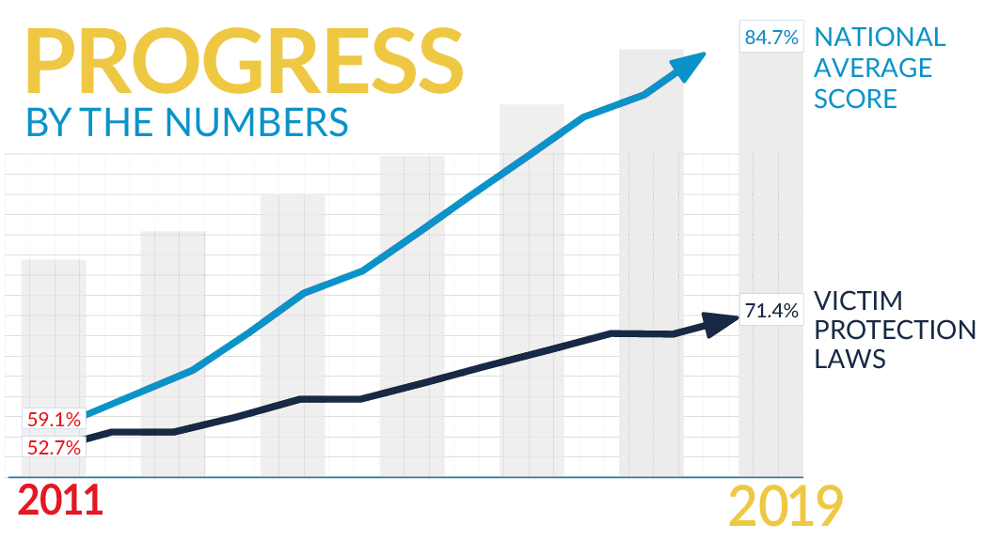 PROGRESS
BY THE NUMBERS
84.7%
NATIONAL
AVERAGE
SCORE
71.4%
VICTIM
PROTECTION
LAWS
59.1%
52.7%
2011
2019